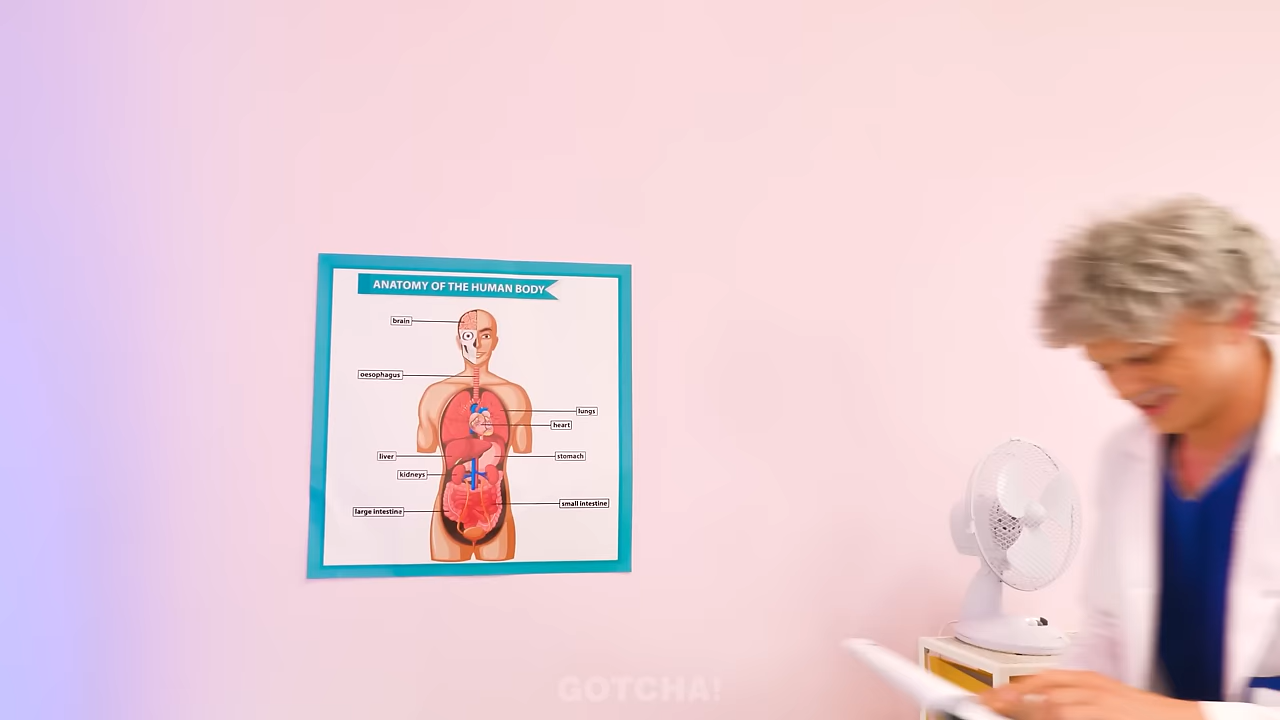 ANATOMY OF THE HUMAN BODY
brain
oesophagus
lungs
heart
liver
stomach
kidneys
small intestine
large intestine
GOTCHA!